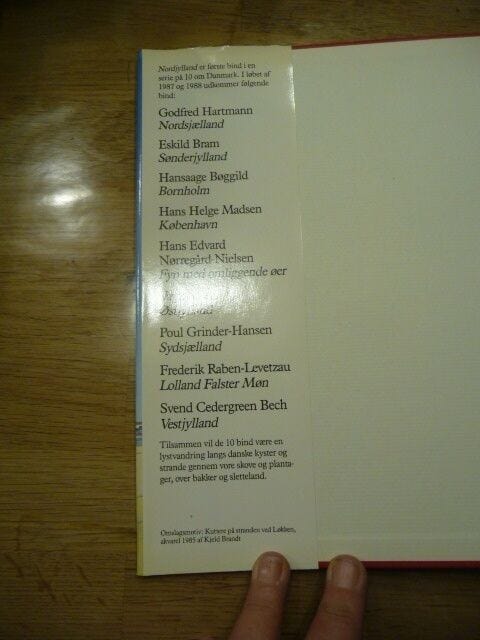 Nordjylland er første bind i en
serie på 10 om Danmark. I løbet af
1987 og 1988 udkommer følgende
bind:
Godfred Hartmann
Nordsjælland
Eskild Bram
Sønderjylland
Hansaage Bøggild
Bornholm
Hans Helge Madsen
København
Hans Edvard
Nørregård-Nielsen
Fyn med omliggende øer
Østjylland
Poul Grinder-Hansen
Sydsjælland
Frederik Raben-Levetzau
Lolland Falster Møn
Svend Cedergreen Bech
Vestjylland
Tilsammen vil de 10 bind være en
lystvandring langs danske kyster og
strande gennem vore skove og planta-
ger, over bakker og sletteland.
Omslagsmotiv: Kuttere på stranden ved Løkken,
akvarel 1985 af Kjeld Brandt